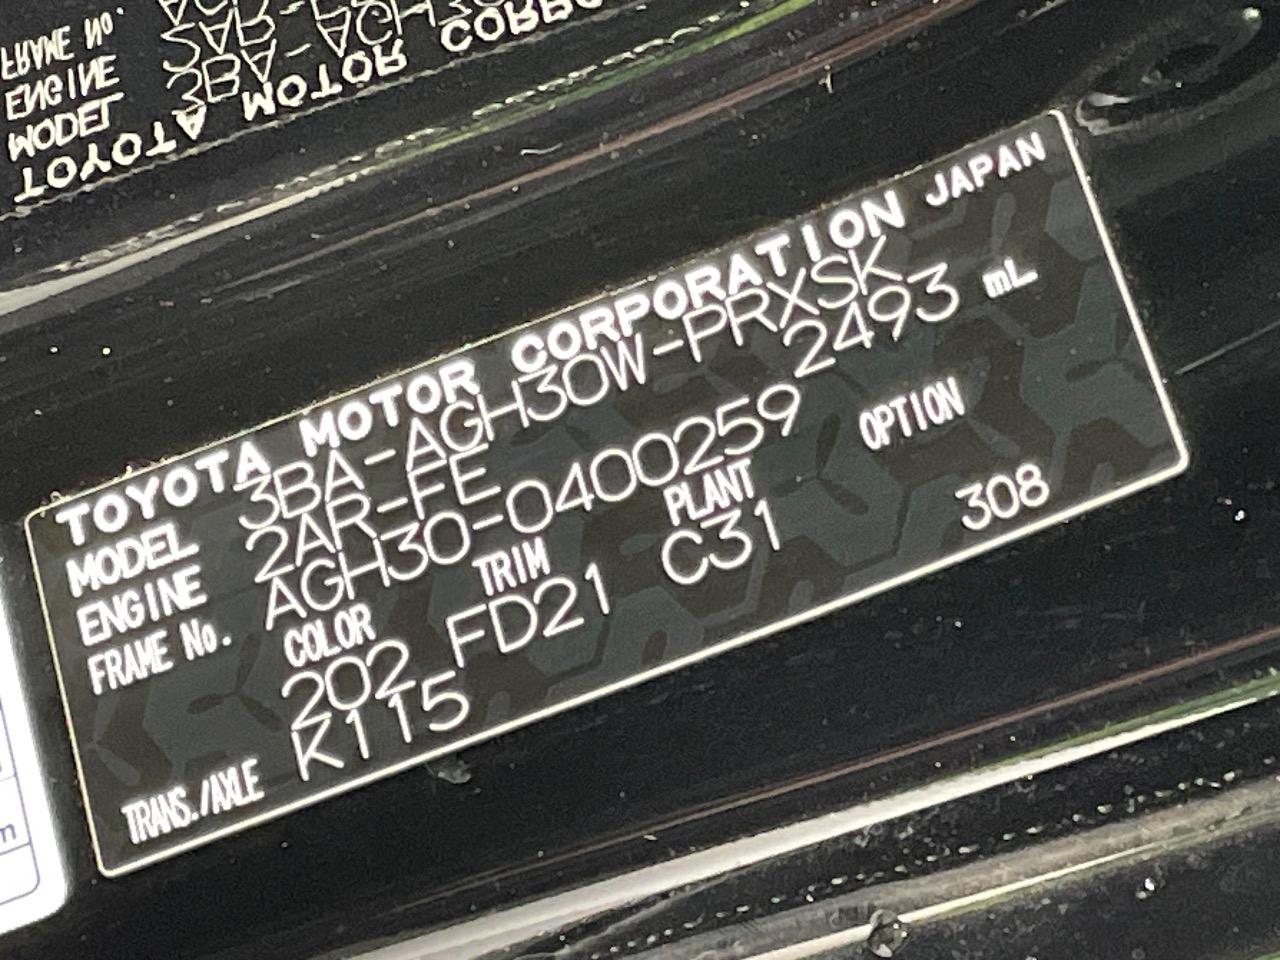 TOYOTA MOTOR CORPORATION JAPAN
MODEL 3BA-AGH30W-PRXSK
ENGINE 2AR-FE 2493 mL
FRAME No. AGH30-0400259
COLOR TRIM PLANT OPTION
202 FD21 C31 308
TRANS./AXLE K115